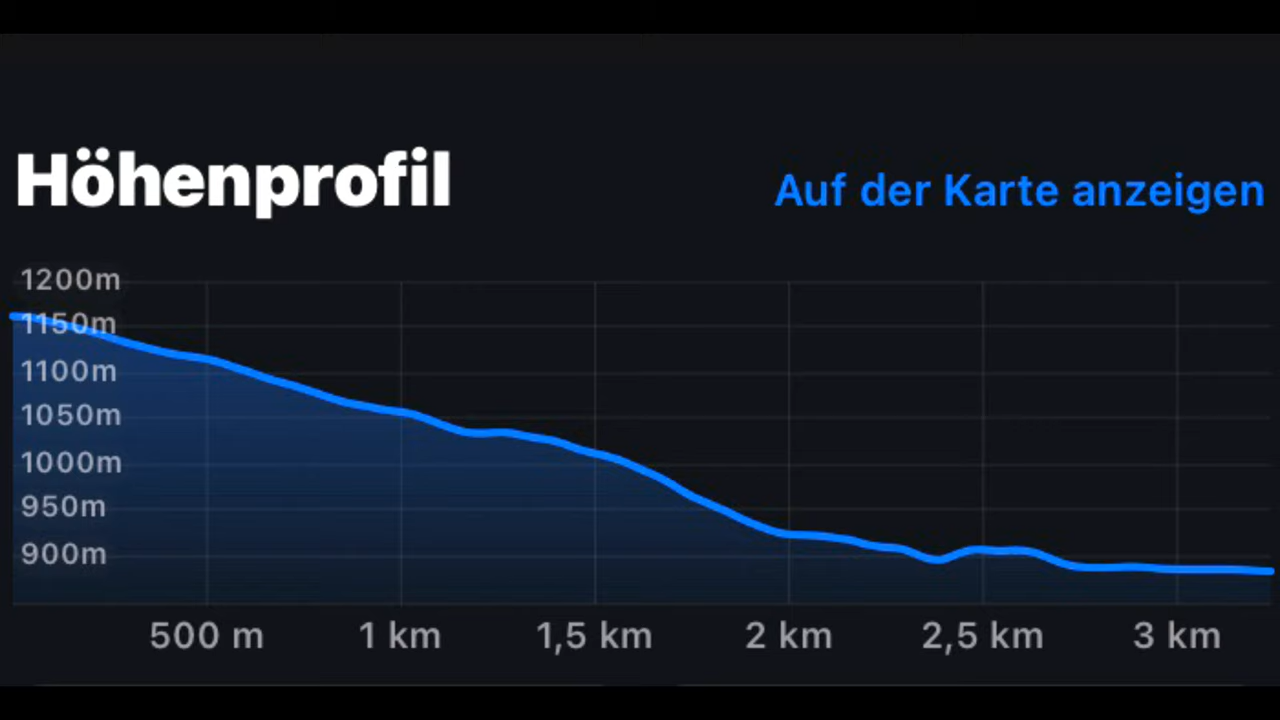 Höhenprofil
Auf der Karte anzeigen
1200m
1150m
1100m
1050m
1000m
950m
900m
500 m 1 km 1,5 km 2 km 2,5 km 3 km